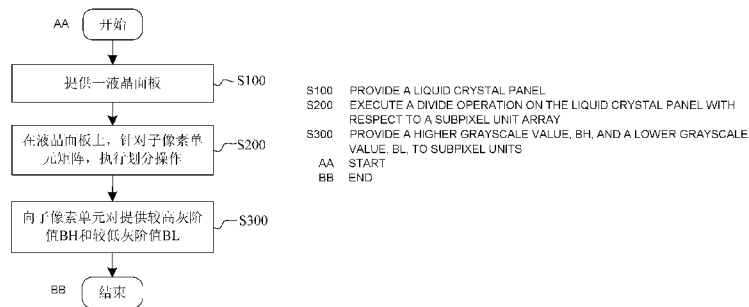 AA 开始
提供一液晶面板 S100
在液晶面板上，针对子像素单
元矩阵，执行划分操作 S200
向子像素单元对提供较高灰阶
值BH和较低灰阶值BL S300
BB 结束
S100 PROVIDE A LIQUID CRYSTAL PANEL
S200 EXECUTE A DIVIDE OPERATION ON THE LIQUID CRYSTAL PANEL WITH
RESPECT TO A SUBPIXEL UNIT ARRAY
S300 PROVIDE A HIGHER GRAYSCALE VALUE, BH, AND A LOWER GRAYSCALE
VALUE, BL, TO SUBPIXEL UNITS
AA START
BB END